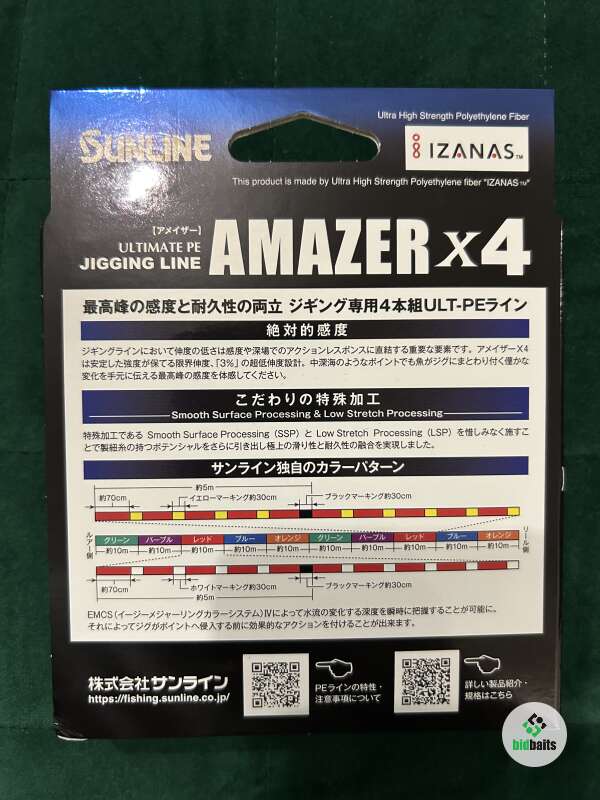 Ultra High Strength Polyethylene Fiber
SUNLINE
IZANAS™
This product is made by Ultra High Strength Polyethylene fiber "IZANAS™"
【アメイザー】
ULTIMATE PE
JIGGING LINE
AMAZER X4
最高峰の感度と耐久性の両立 ジギング専用4本組ULT-PEライン
絶対的感度
ジギングラインにおいて伸度の低さは感度や深場でのアクションレスポンスに直結する重要な要素です。アメイザーX4
は安定した強度が保てる限界伸度、「3%」の超低伸度設計。中深海のようなポイントでも魚がジグにまとわり付く僅かな
変化を手元に伝える最高峰の感度を体感してください。
こだわりの特殊加工
Smooth Surface Processing & Low Stretch Processing
特殊加工である Smooth Surface Processing (SSP) と Low Stretch Processing (LSP) を惜しみなく施すこ
とで製紐糸の持つポテンシャルをさらに引き出し極上の滑り性と耐久性の融合を実現しました。
サンライン独自のカラーパターン
約5m
約70cm
イエローマーキング約30cm
ブラックマーキング約30cm
ルアー側
グリーン パープル レッド ブルー オレンジ グリーン パープル レッド ブルー オレンジ
約10m 約10m 約10m 約10m 約10m 約10m 約10m 約10m 約10m 約10m
リール側
約70cm
ホワイトマーキング約30cm
ブラックマーキング約30cm
約5m
EMCS(イージーメジャーリングカラーシステム)Ⅳによって水流の変化する深度を瞬時に把握することが可能に。
それによってジグがポイントへ侵入する前に効果的なアクションを付けることが出来ます。
株式会社サンライン
https://fishing.sunline.co.jp/
PEラインの特性・
注意事項について
詳しい製品紹介・
規格はこちら
bidbaits